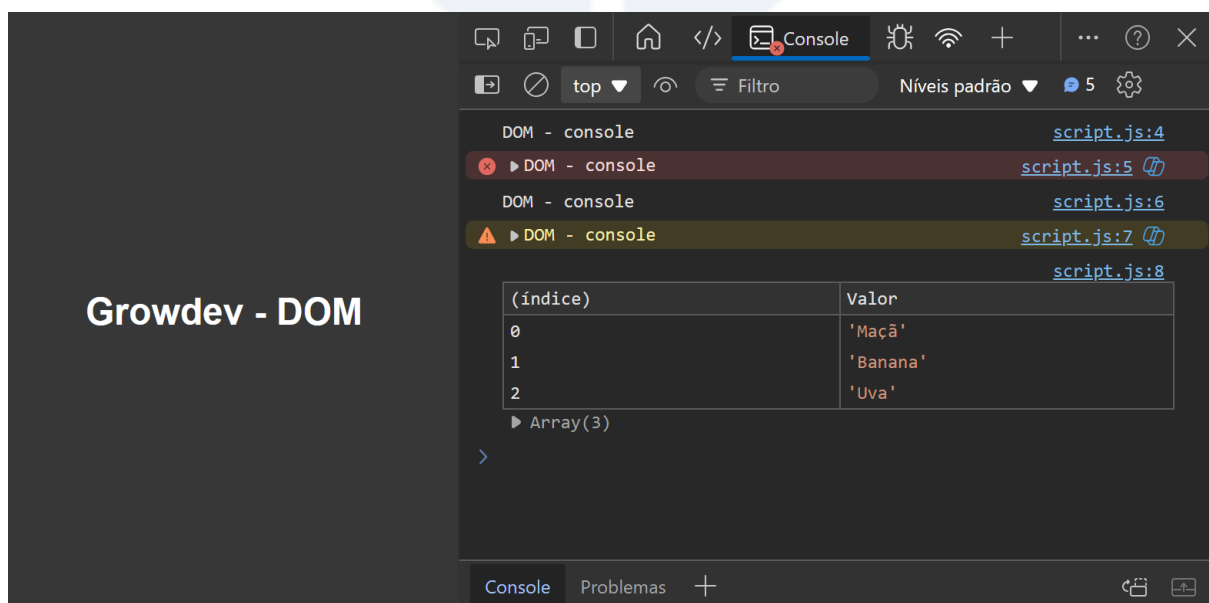 Console
top
Filtro
Níveis padrão
5
DOM - console script.js:4
DOM - console script.js:5
DOM - console script.js:6
DOM - console script.js:7
script.js:8
(índice) Valor
0 'Maçã'
1 'Banana'
2 'Uva'
Array(3)
Growdev - DOM
Console Problemas